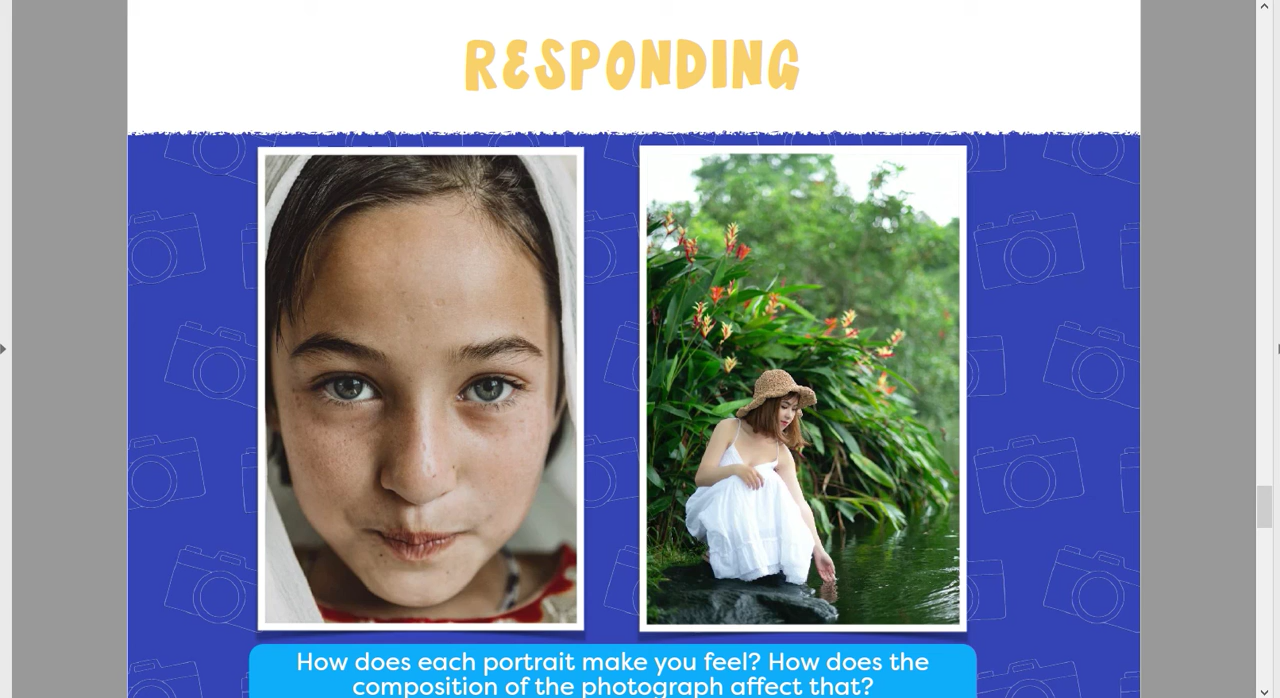 RESPONDING
How does each portrait make you feel? How does the
composition of the photograph affect that?